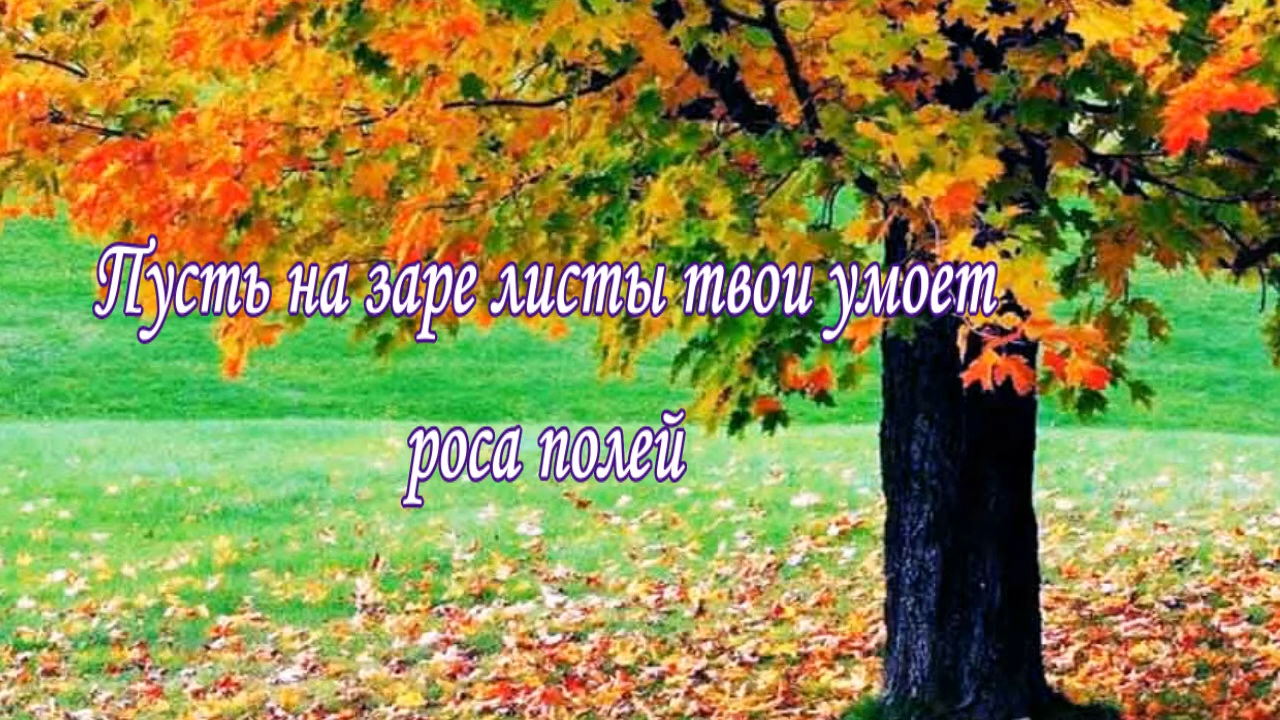 Пусть на заре листы твои умоет
роса полей